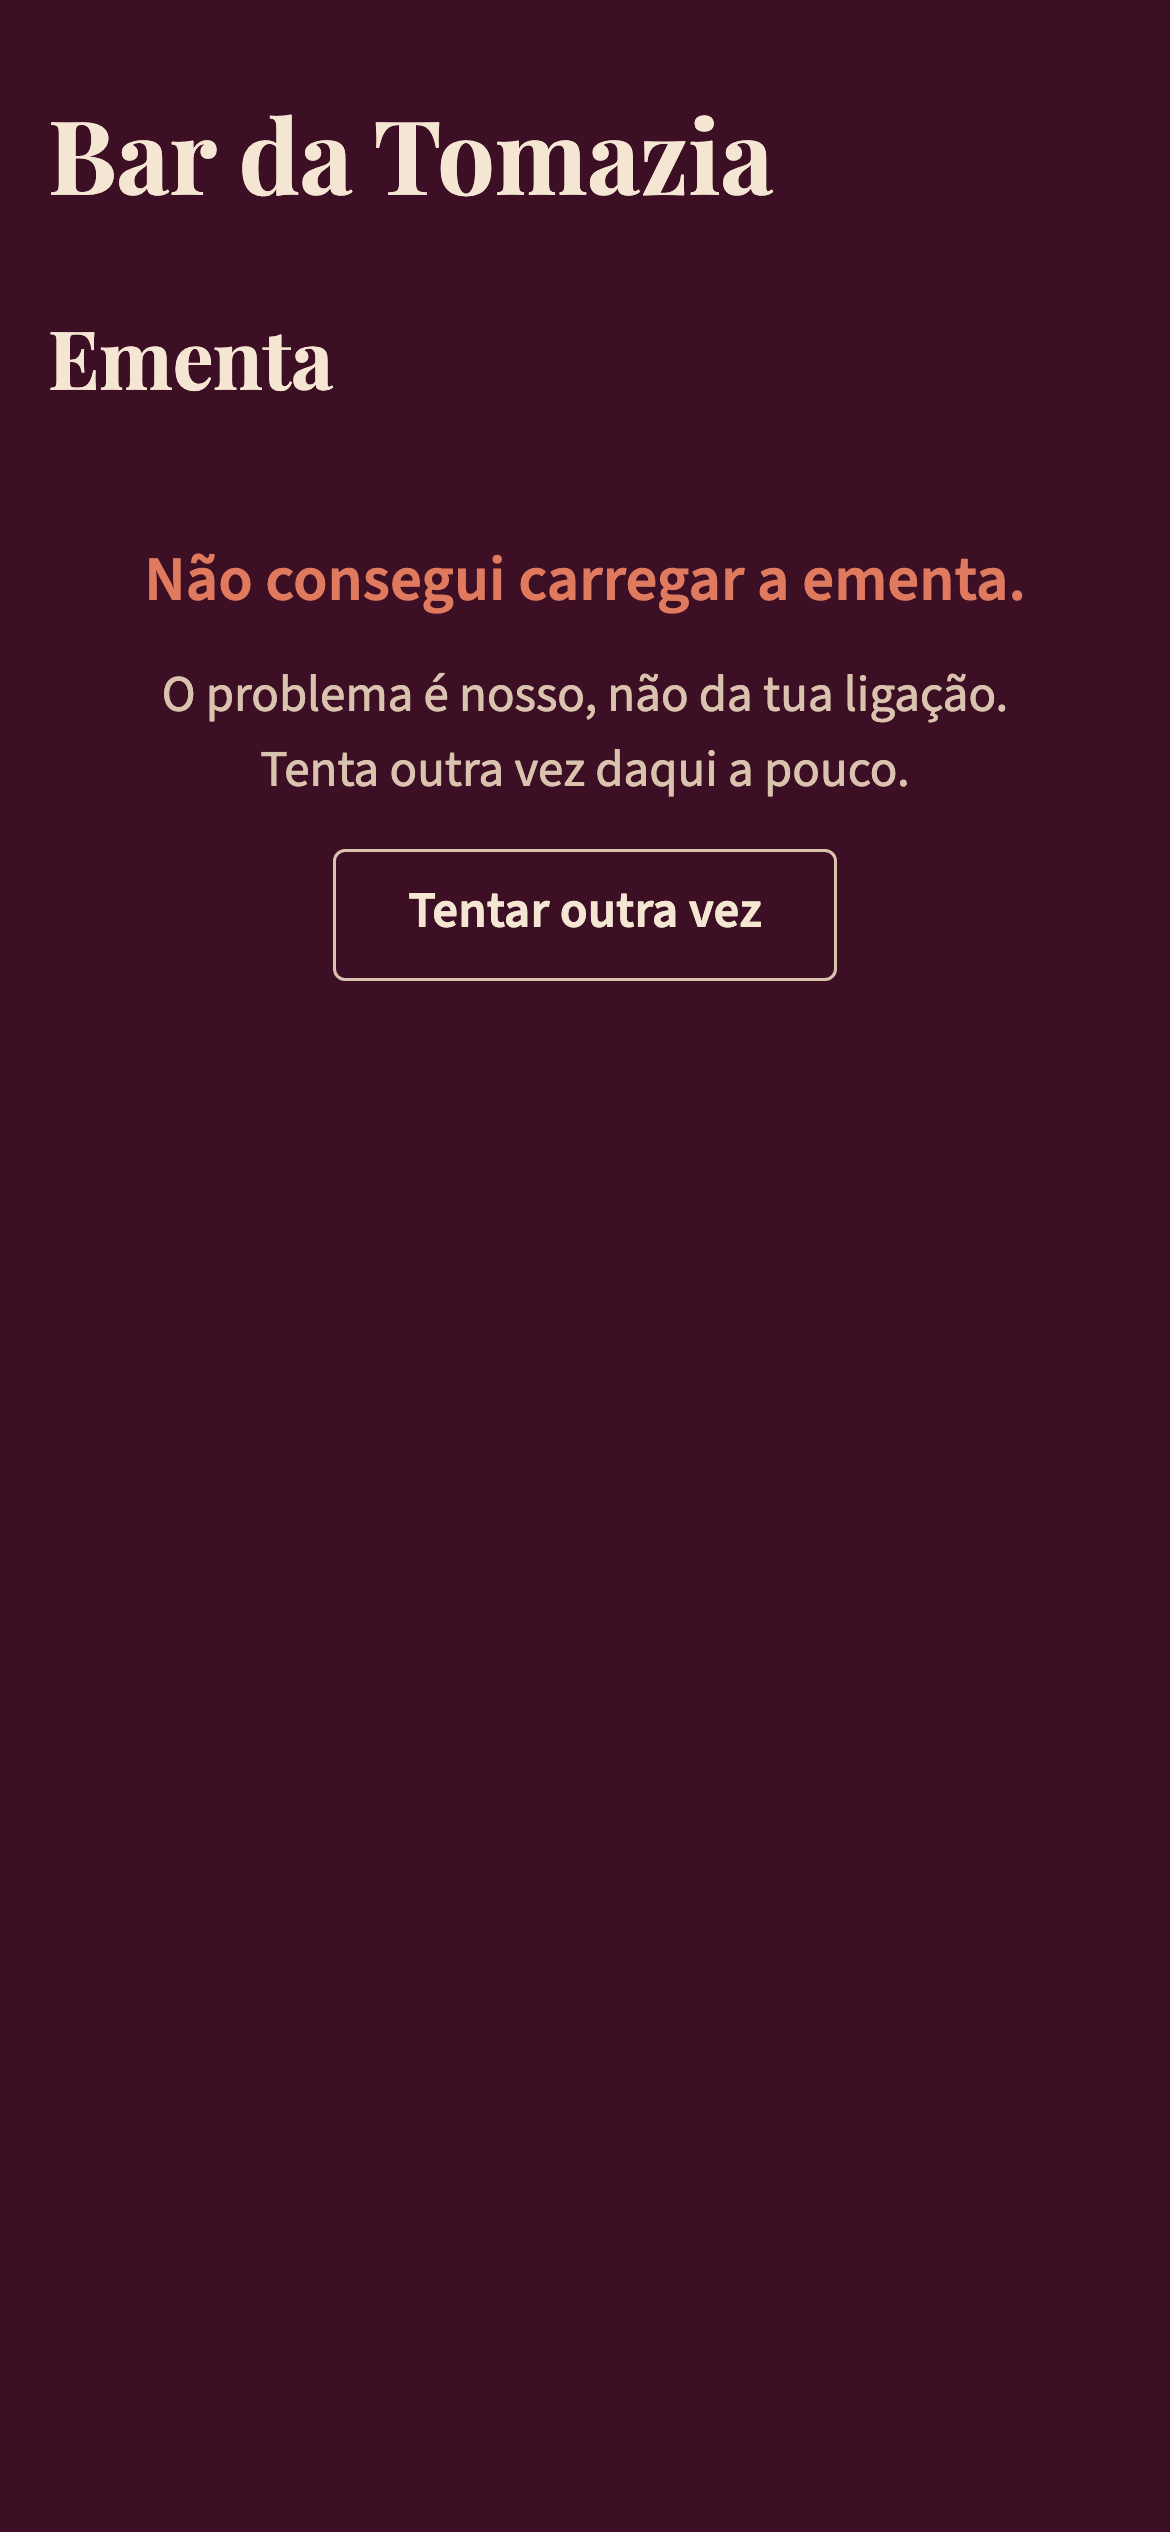 Bar da Tomazia
Ementa
Não consegui carregar a ementa.
O problema é nosso, não da tua ligação.
Tenta outra vez daqui a pouco.
Tentar outra vez